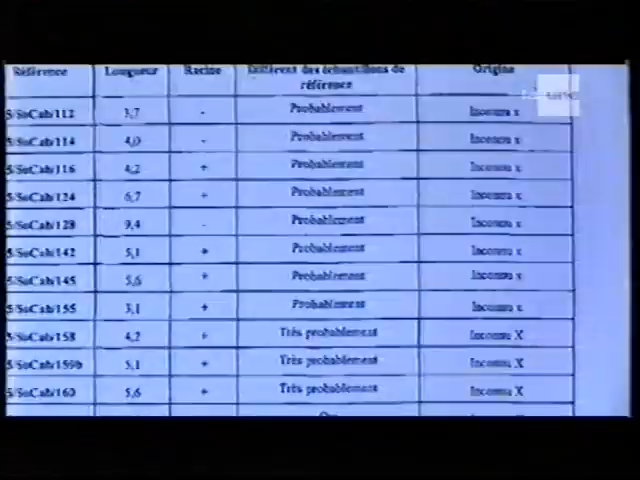 Référence Longueur Racine Différent des échantillons de référence Origine
5/SoCab/112 3,7 - Probablement Inconnu x
5/SoCab/114 4,0 - Probablement Inconnu x
5/SoCab/116 4,2 + Probablement Inconnu x
5/SoCab/124 6,7 + Probablement Inconnu x
5/SoCab/128 9,4 - Probablement Inconnu x
5/SoCab/142 5,1 + Probablement Inconnu x
5/SoCab/145 5,6 + Probablement Inconnu x
5/SoCab/155 3,1 + Probablement Inconnu x
5/SoCab/158 4,2 + Très probablement Inconnu X
5/SoCab/159b 5,1 + Très probablement Inconnu X
5/SoCab/160 5,6 + Très probablement Inconnu X